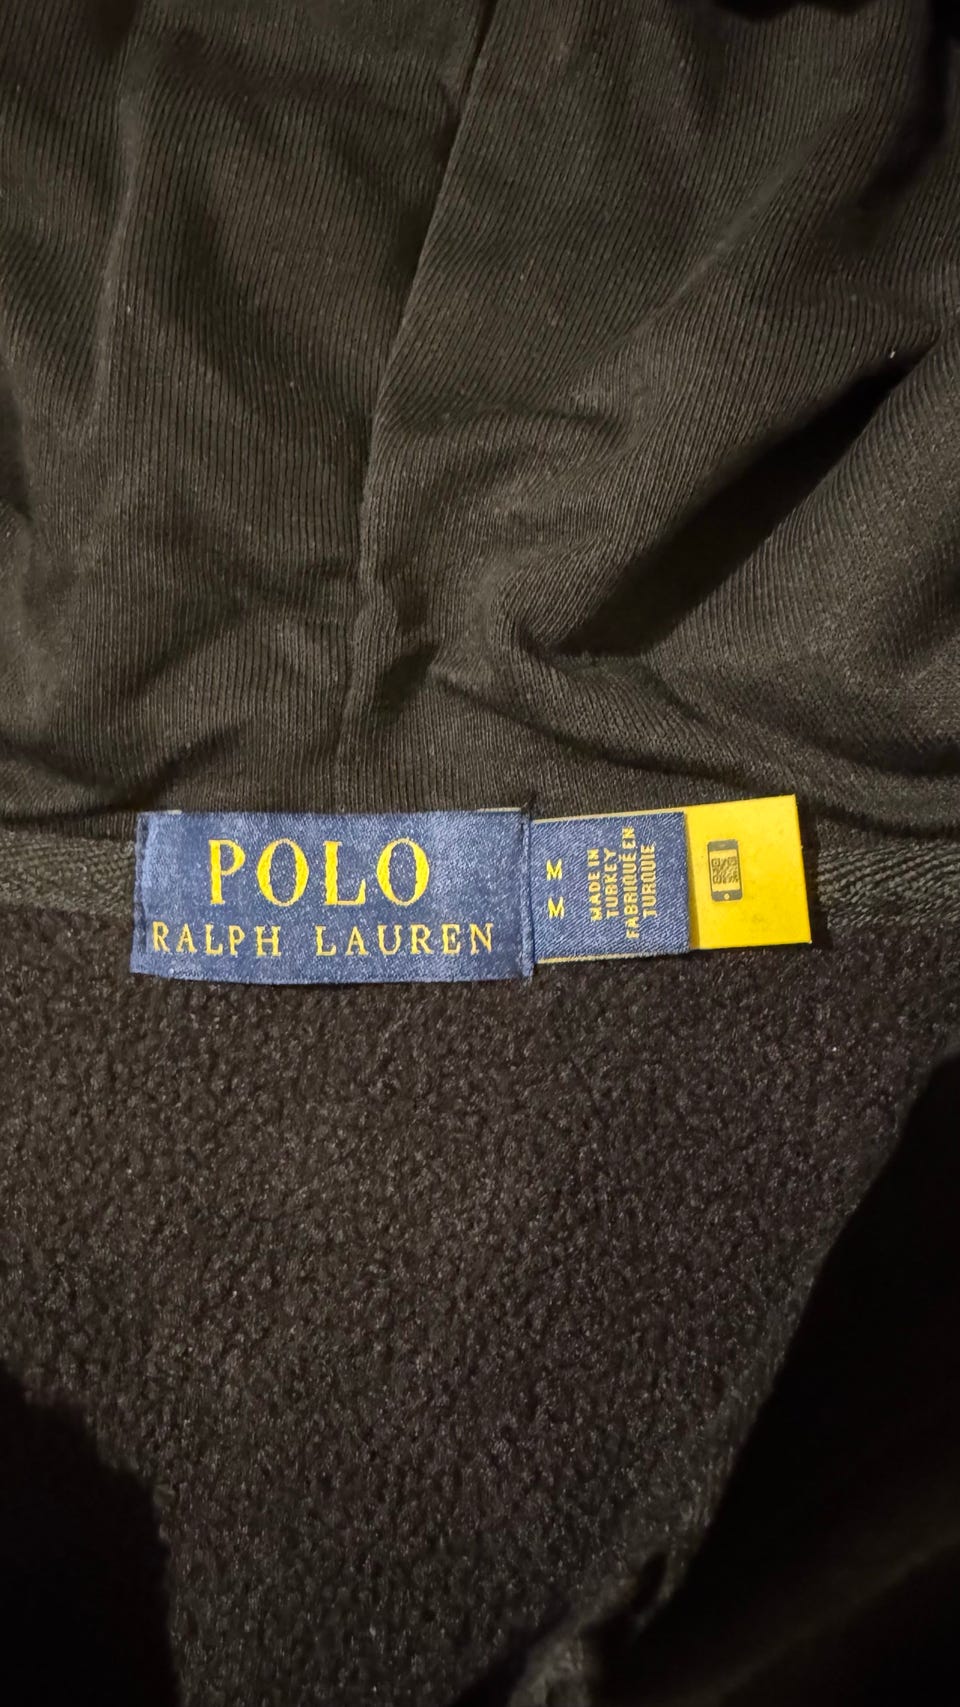 POLO
RALPH LAUREN
M
M
MADE IN
TURKEY
FABRIQUÉ EN
TURQUIE